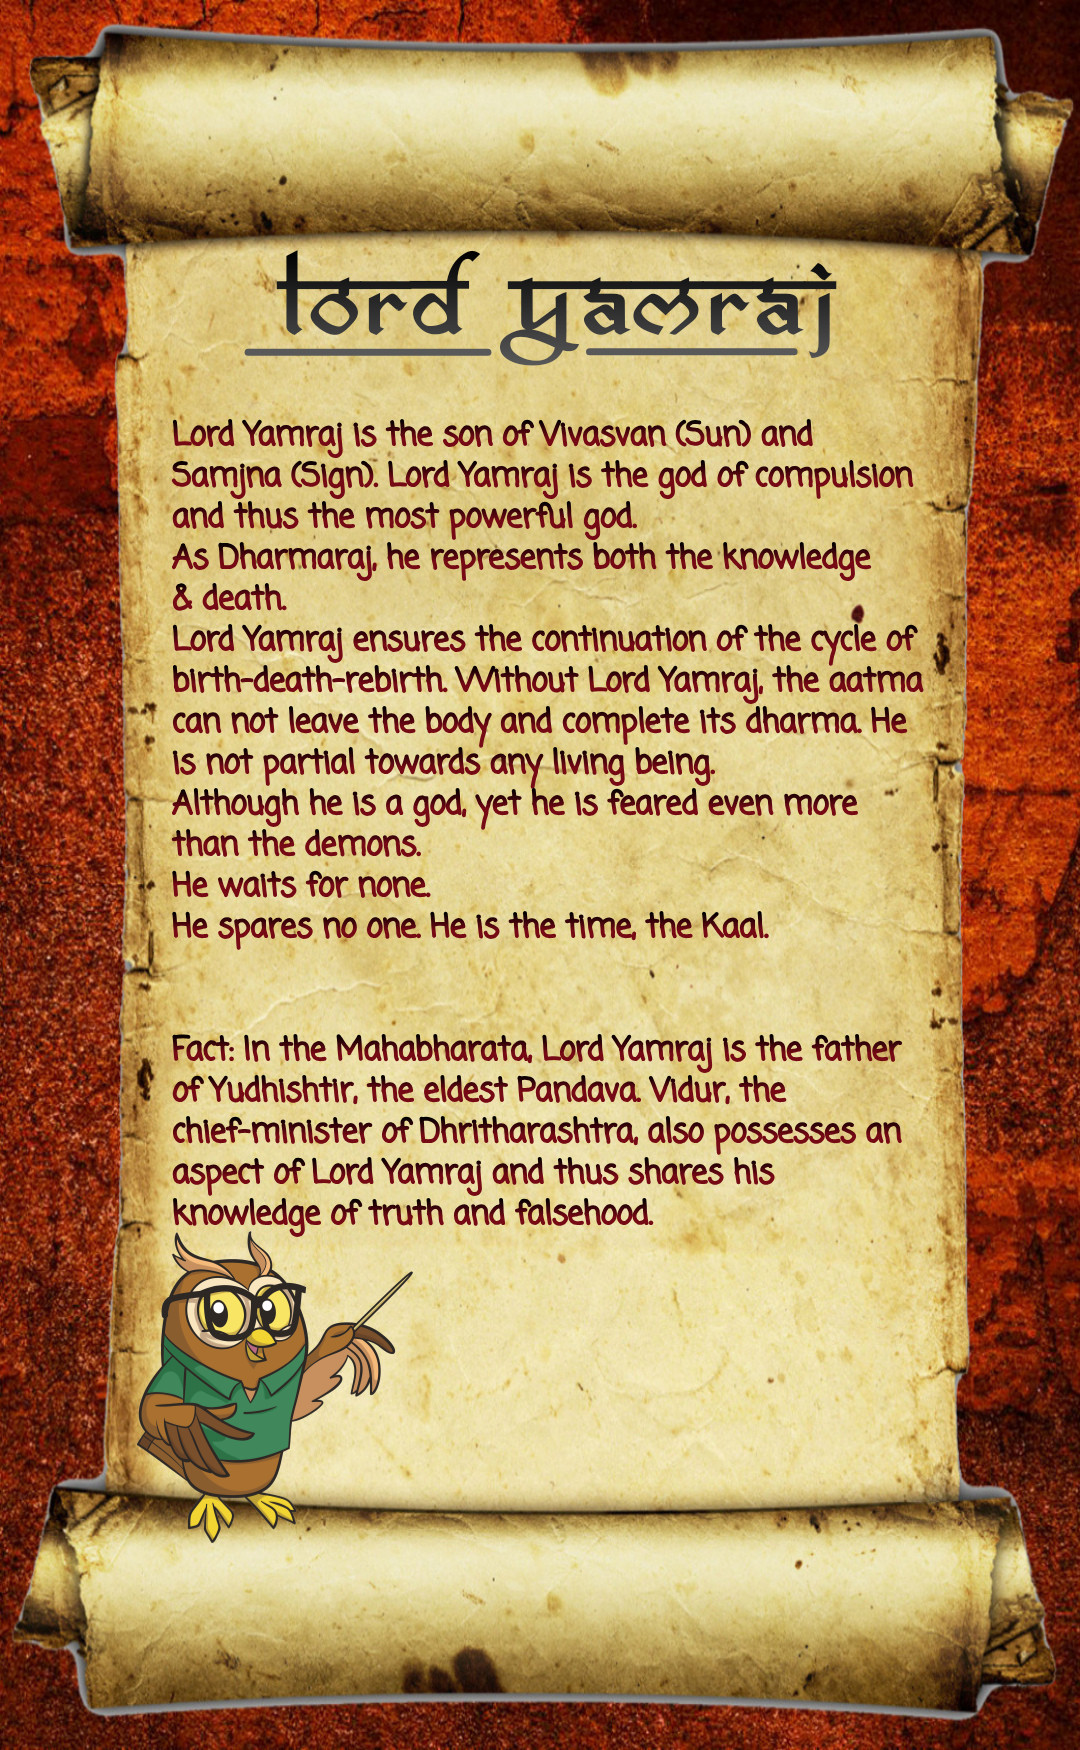 Lord Yamraj
Lord Yamraj is the son of Vivasvan (Sun) and
Samjna (Sign). Lord Yamraj is the god of compulsion
and thus the most powerful god.
As Dharmaraj, he represents both the knowledge
& death.
Lord Yamraj ensures the continuation of the cycle of
birth-death-rebirth. Without Lord Yamraj, the aatma
can not leave the body and complete its dharma. He
is not partial towards any living being.
Although he is a god, yet he is feared even more
than the demons.
He waits for none.
He spares no one. He is the time, the Kaal.
Fact: In the Mahabharata, Lord Yamraj is the father
of Yudhishtir, the eldest Pandava. Vidur, the
chief-minister of Dhritharashtra, also possesses an
aspect of Lord Yamraj and thus shares his
knowledge of truth and falsehood.